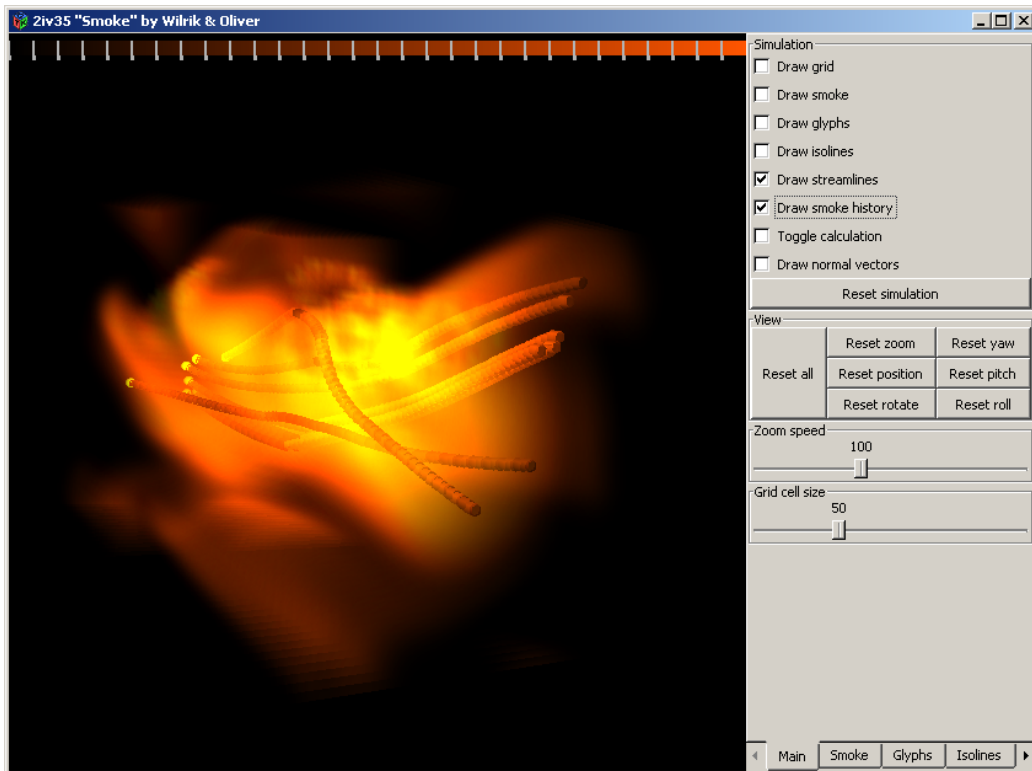 2iv35 "Smoke" by Wilrik & Oliver
Simulation
Draw grid
Draw smoke
Draw glyphs
Draw isolines
Draw streamlines
Draw smoke history
Toggle calculation
Draw normal vectors
Reset simulation
View
Reset all
Reset zoom
Reset yaw
Reset position
Reset pitch
Reset rotate
Reset roll
Zoom speed
100
Grid cell size
50
Main
Smoke
Glyphs
Isolines